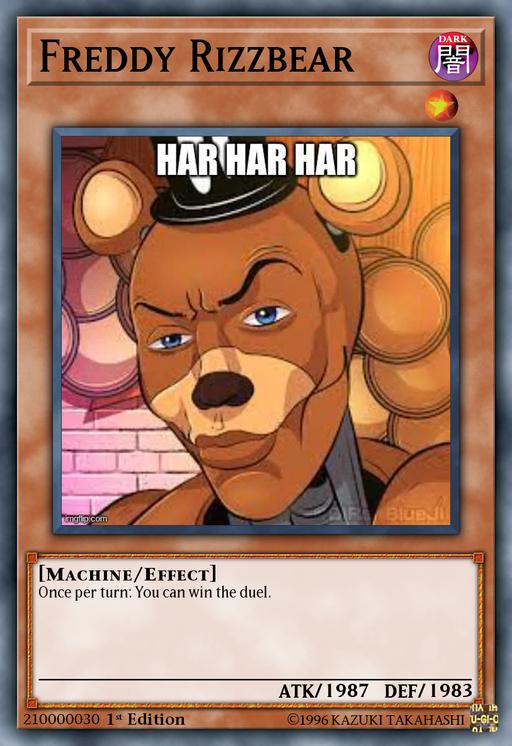 FREDDY RIZZBEAR
DARK
闇
HAR HAR HAR
imgflip.com
[MACHINE/EFFECT]
Once per turn: You can win the duel.
ATK/1987 DEF/1983
210000030 1st Edition ©1996 KAZUKI TAKAHASHI